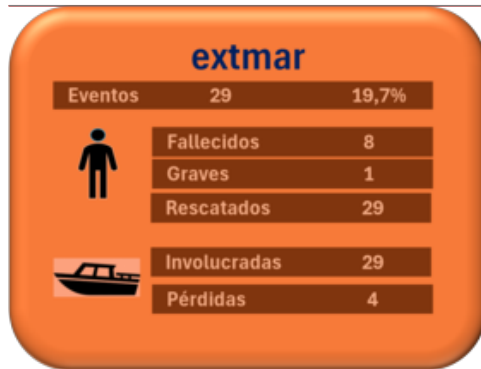 extmar
Eventos 29 19,7%
Fallecidos 8
Graves 1
Rescatados 29
Involucradas 29
Pérdidas 4